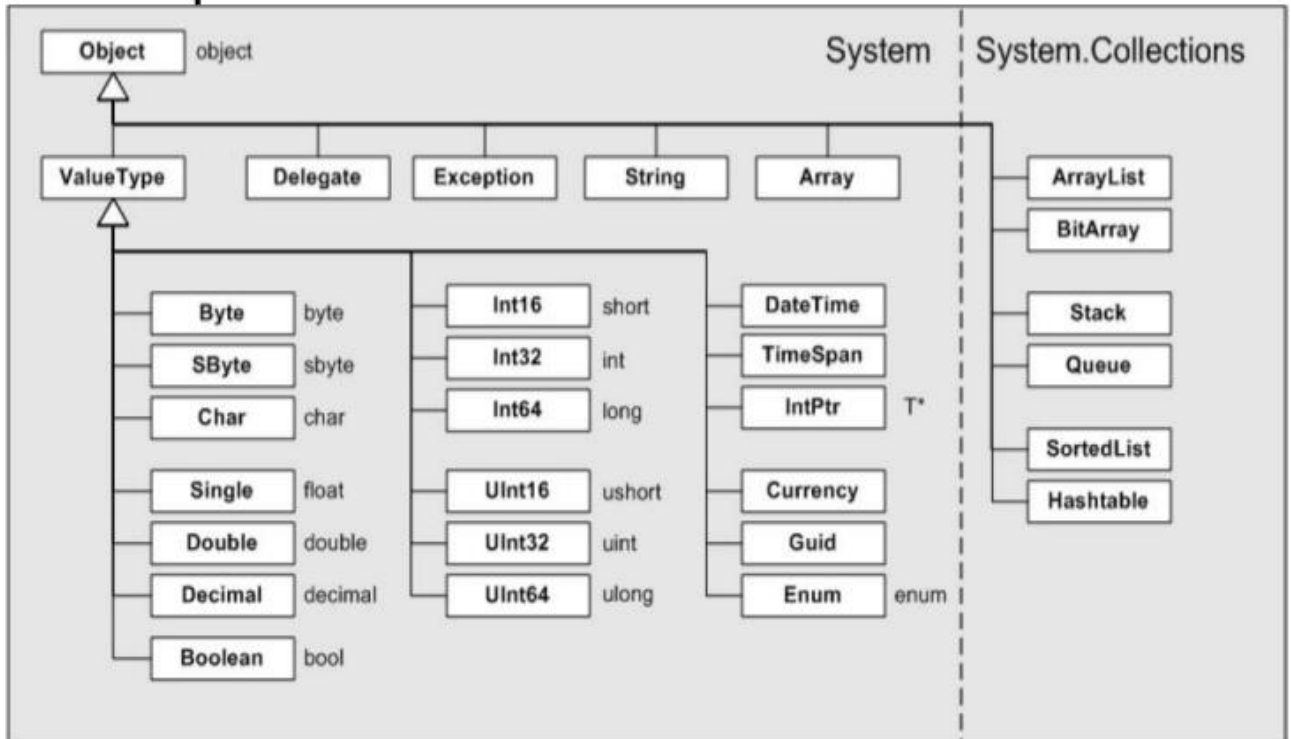 Object object System System.Collections
ValueType Delegate Exception String Array
ArrayList
BitArray
Byte byte Int16 short DateTime Stack
SByte sbyte Int32 int TimeSpan Queue
Char char Int64 long IntPtr T*
SortedList
Single float UInt16 ushort Currency Hashtable
Double double UInt32 uint Guid
Decimal decimal UInt64 ulong Enum enum
Boolean bool